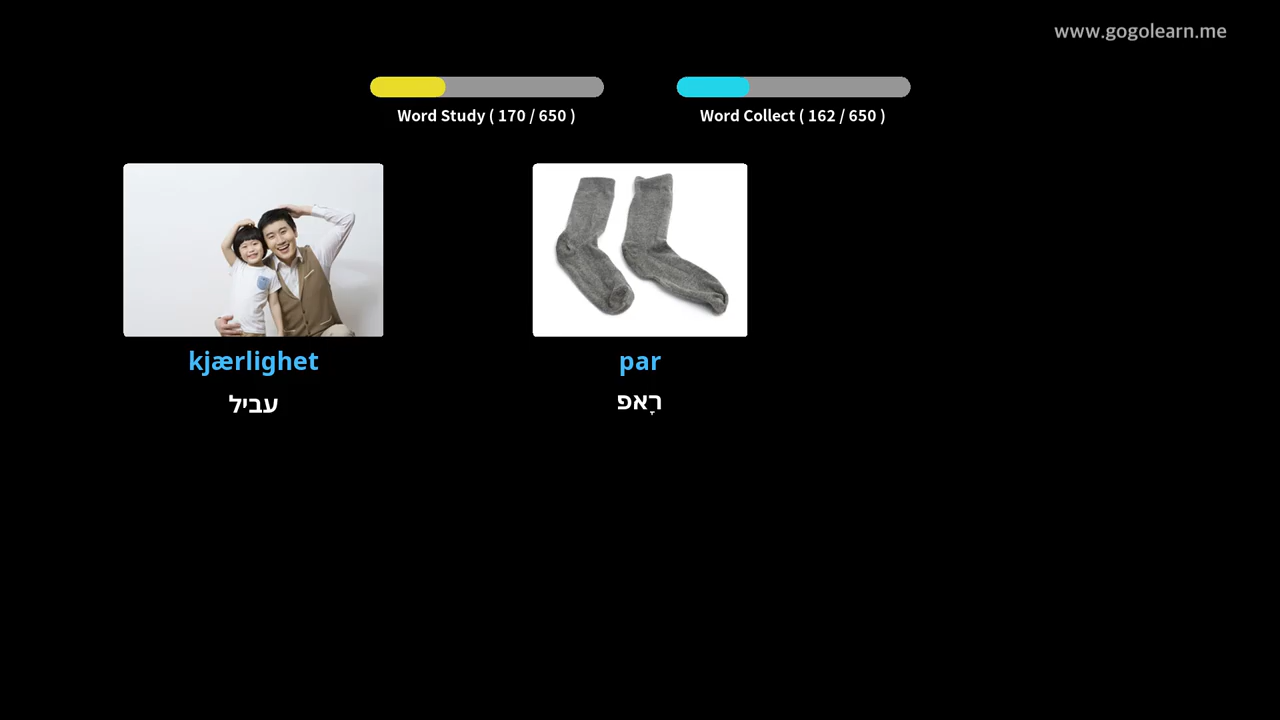 www.gogolearn.me
Word Study ( 170 / 650 )
Word Collect ( 162 / 650 )
kjærlighet
עביל
par
רָאפ